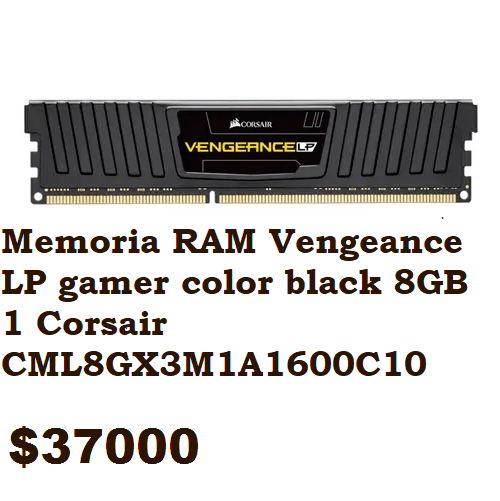 CORSAIR
VENGEANCE LP
Memoria RAM Vengeance
LP gamer color black 8GB
1 Corsair
CML8GX3M1A1600C10
$37000